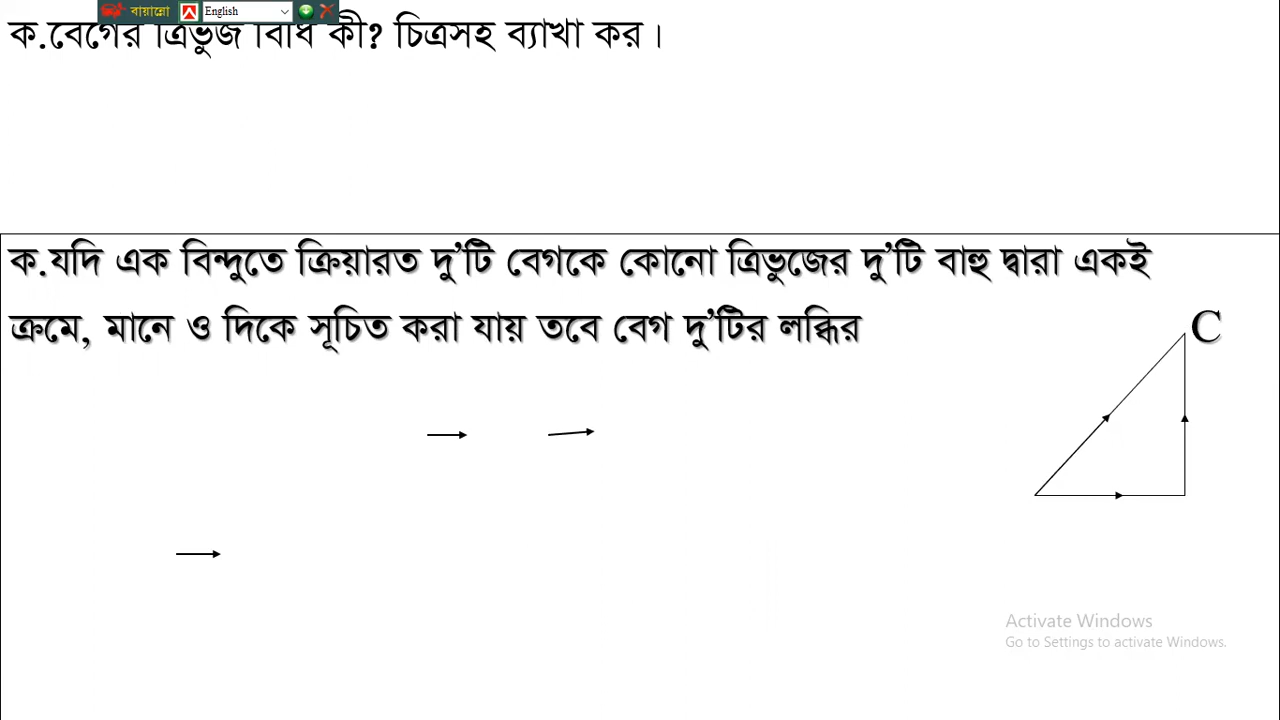 বায়ান্নো English
ক.বেগের ত্রিভুজ বিধি কী? চিত্রসহ ব্যাখা কর।
ক.যদি এক বিন্দুতে ক্রিয়ারত দু’টি বেগকে কোনো ত্রিভুজের দু’টি বাহু দ্বারা একই
ক্রমে, মানে ও দিকে সূচিত করা যায় তবে বেগ দু’টির লব্ধির
C
Activate Windows
Go to Settings to activate Windows.